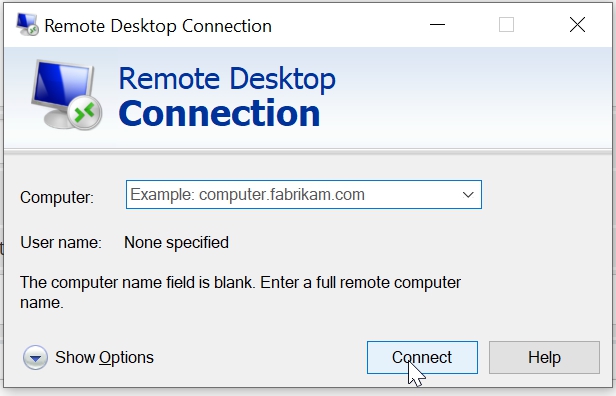 Remote Desktop Connection
Remote Desktop
Connection
Computer: Example: computer.fabrikam.com
User name: None specified
The computer name field is blank. Enter a full remote computer
name.
Show Options Connect Help